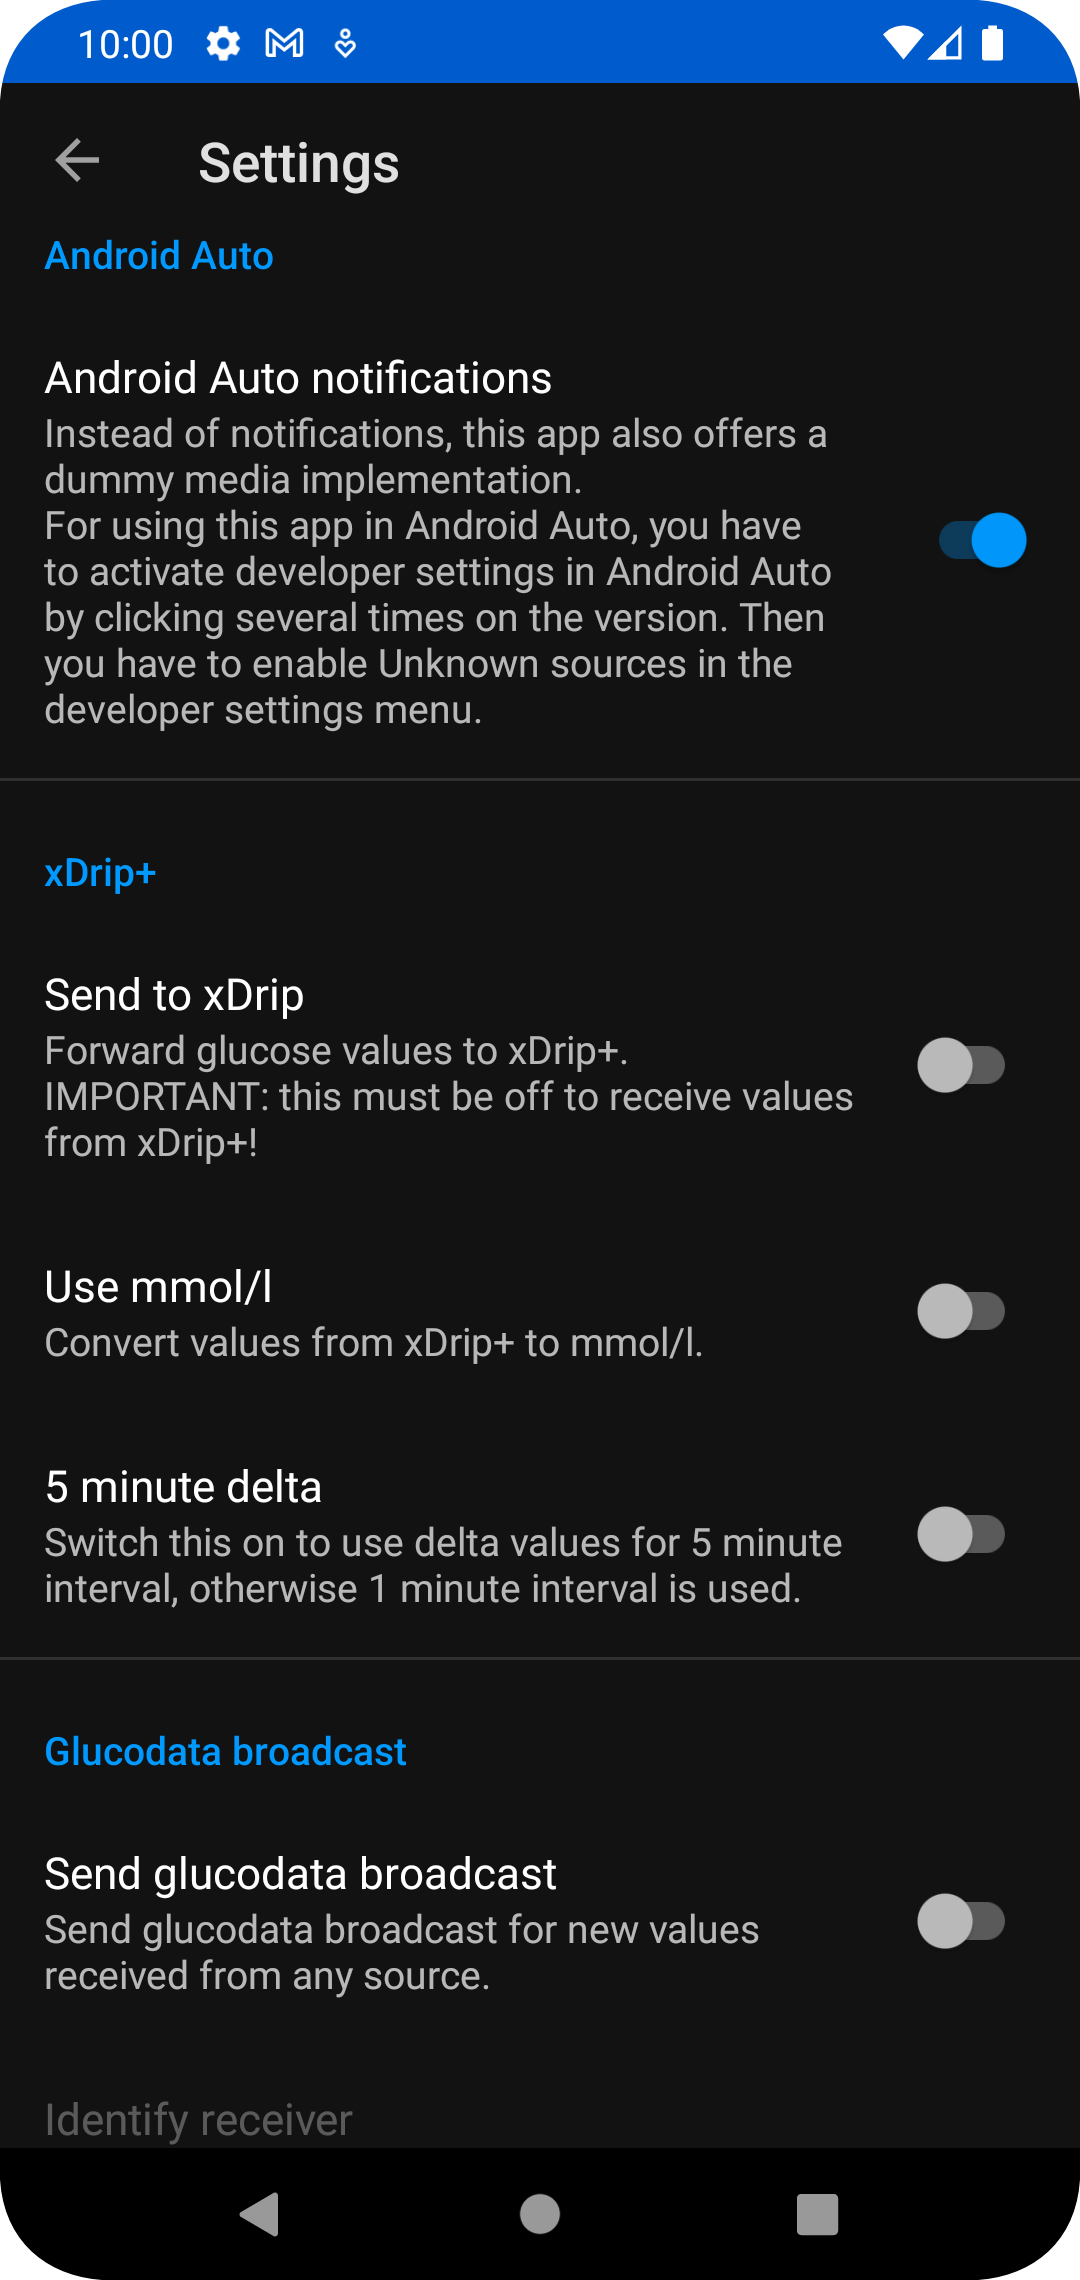 10:00
Settings
Android Auto
Android Auto notifications
Instead of notifications, this app also offers a
dummy media implementation.
For using this app in Android Auto, you have
to activate developer settings in Android Auto
by clicking several times on the version. Then
you have to enable Unknown sources in the
developer settings menu.
xDrip+
Send to xDrip
Forward glucose values to xDrip+.
IMPORTANT: this must be off to receive values
from xDrip+!
Use mmol/l
Convert values from xDrip+ to mmol/l.
5 minute delta
Switch this on to use delta values for 5 minute
interval, otherwise 1 minute interval is used.
Glucodata broadcast
Send glucodata broadcast
Send glucodata broadcast for new values
received from any source.
Identify receiver